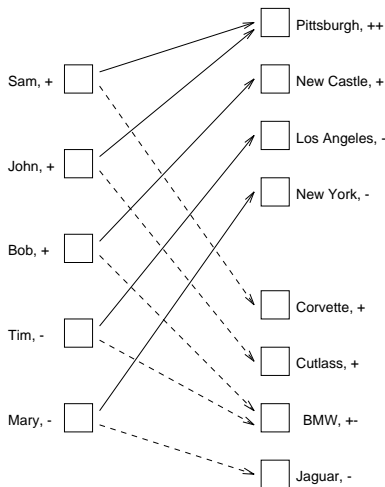 Sam, +
John, +
Bob, +
Tim, -
Mary, -
Pittsburgh, ++
New Castle, +
Los Angeles, -
New York, -
Corvette, +
Cutlass, +
BMW, +-
Jaguar, -